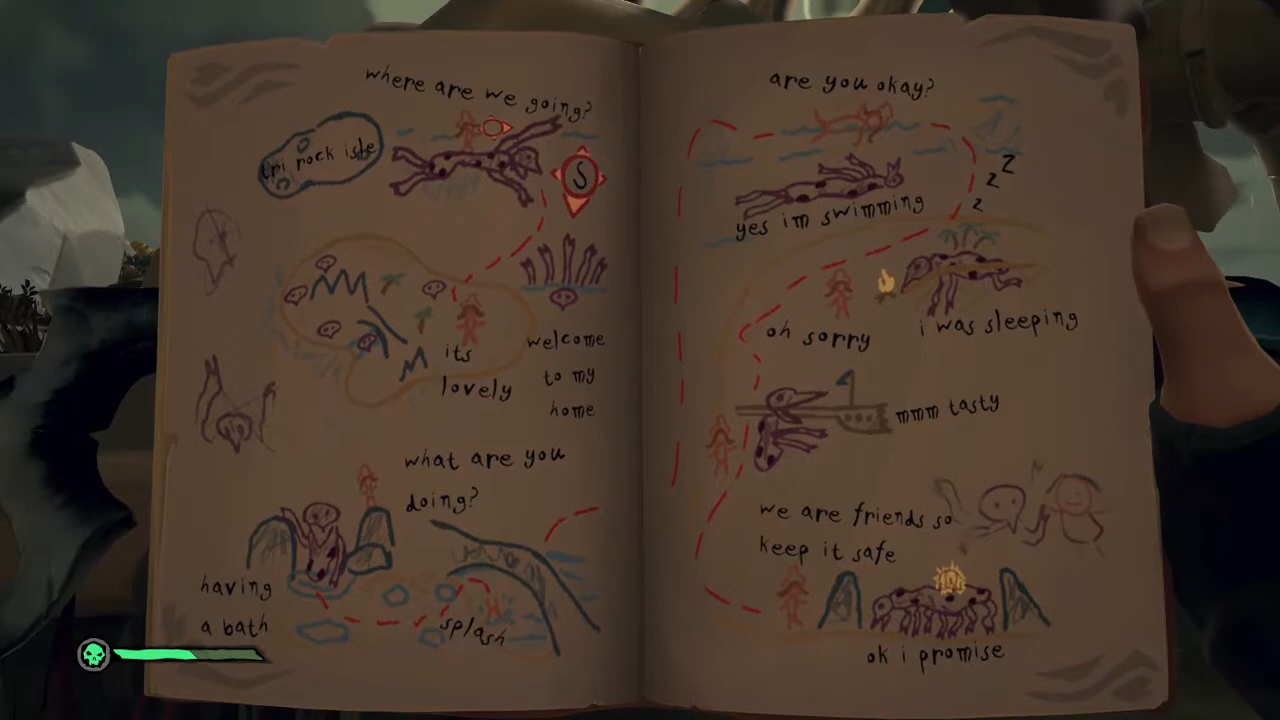 where are we going?
tri rock isle
S
welcome
to my
home
its
lovely
what are you
doing?
having
a bath
splash
are you okay?
z z z
yes im swimming
oh sorry
i was sleeping
mmm tasty
we are friends so
keep it safe
ok i promise